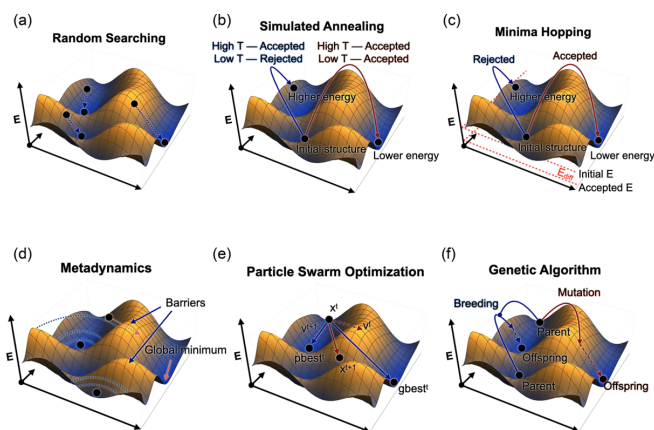 (a)
Random Searching
E
(b)
Simulated Annealing
High T — Accepted
Low T — Rejected
High T — Accepted
Low T — Accepted
Higher energy
Initial structure
Lower energy
E
(c)
Minima Hopping
Rejected
Accepted
Higher energy
Initial structure
Lower energy
E
Ediff
Initial E
Accepted E
(d)
Metadynamics
Barriers
Global minimum
E
(e)
Particle Swarm Optimization
xᵗ
vᵗ⁺¹
vᵗ
pbestᵗ
xᵗ⁺¹
gbestᵗ
E
(f)
Genetic Algorithm
Breeding
Mutation
Parent
Offspring
Parent
Offspring
E